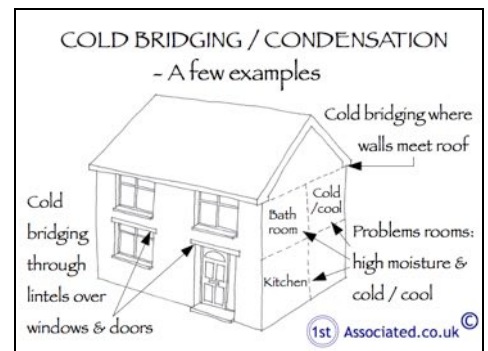 COLD BRIDGING / CONDENSATION
- A few examples
Cold bridging where
walls meet roof
Cold
bridging
through
lintels over
windows & doors
Bath
room
Cold
/cool
Kitchen
Problems rooms:
high moisture &
cold / cool
1st Associated.co.uk ©